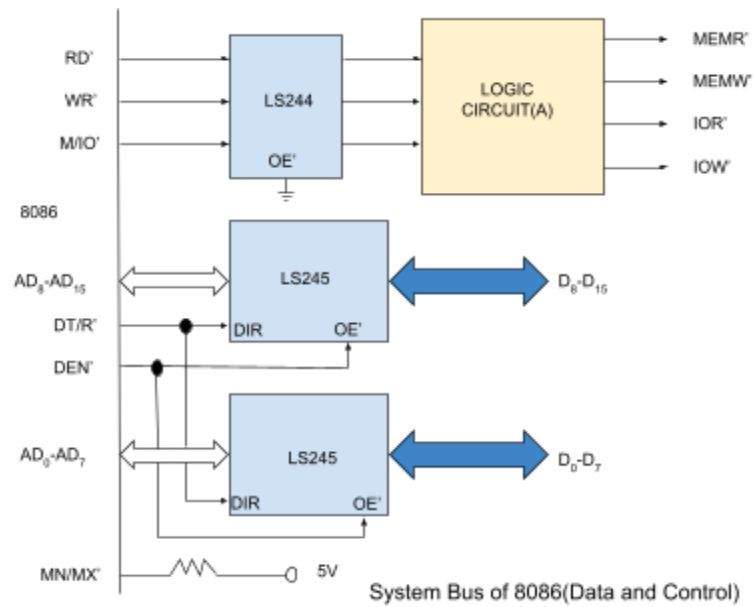 RD'
WR'
M/IO'
LS244
OE'
LOGIC
CIRCUIT(A)
MEMR'
MEMW'
IOR'
IOW'
8086
AD₈-AD₁₅
LS245
D₈-D₁₅
DT/R'
DIR
OE'
DEN'
AD₀-AD₇
LS245
D₀-D₇
DIR
OE'
MN/MX'
5V
System Bus of 8086(Data and Control)